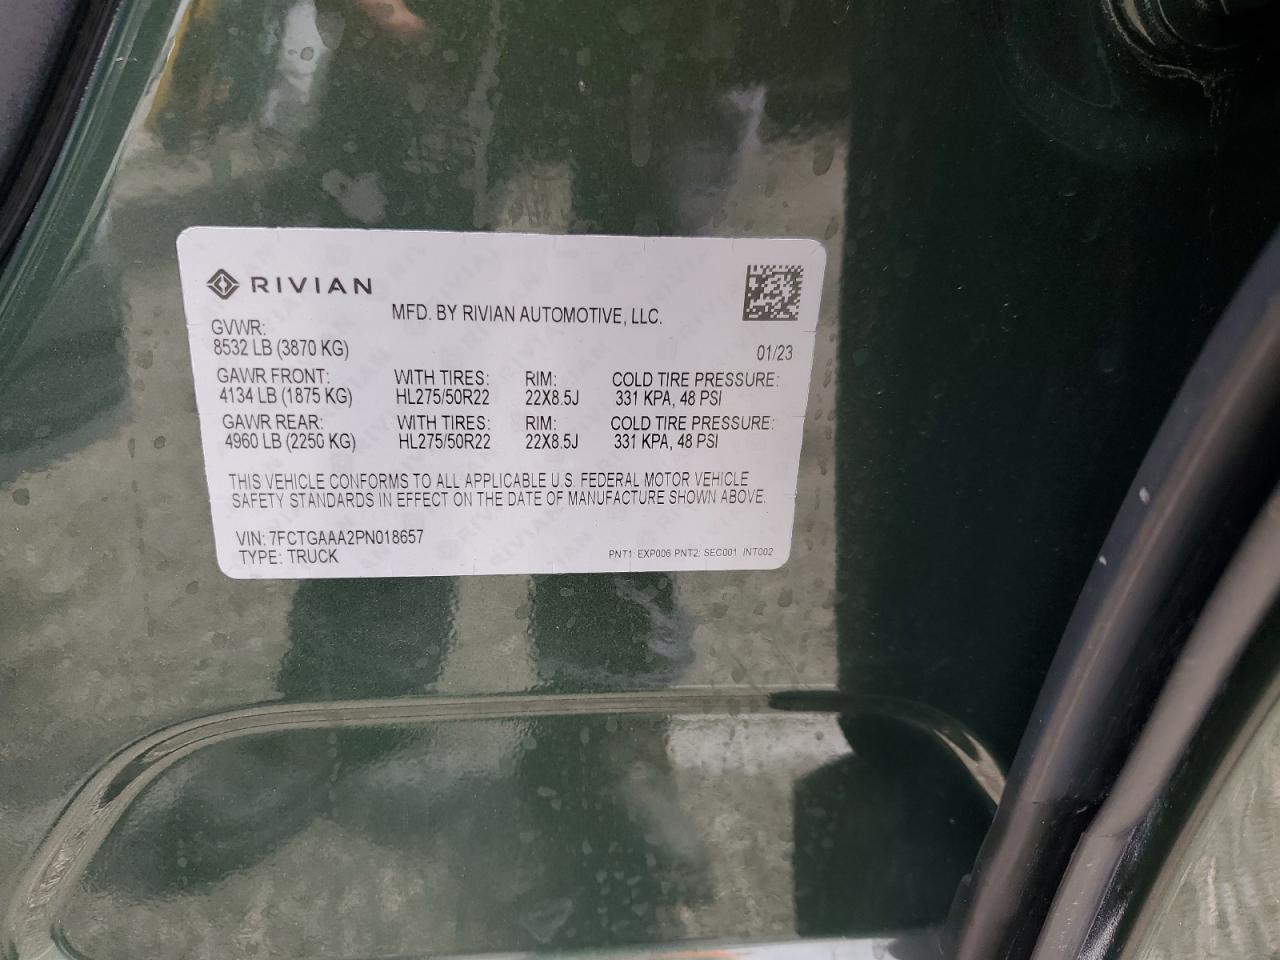 RIVIAN
MFD. BY RIVIAN AUTOMOTIVE, LLC.
GVWR:
8532 LB (3870 KG)
01/23
GAWR FRONT: WITH TIRES: RIM: COLD TIRE PRESSURE:
4134 LB (1875 KG) HL275/50R22 22X8.5J 331 KPA, 48 PSI
GAWR REAR: WITH TIRES: RIM: COLD TIRE PRESSURE:
4960 LB (2250 KG) HL275/50R22 22X8.5J 331 KPA, 48 PSI
THIS VEHICLE CONFORMS TO ALL APPLICABLE U.S. FEDERAL MOTOR VEHICLE
SAFETY STANDARDS IN EFFECT ON THE DATE OF MANUFACTURE SHOWN ABOVE.
VIN: 7FCTGAAA2PN018657
TYPE: TRUCK
PNT1: EXP006 PNT2: SEC001 INT002